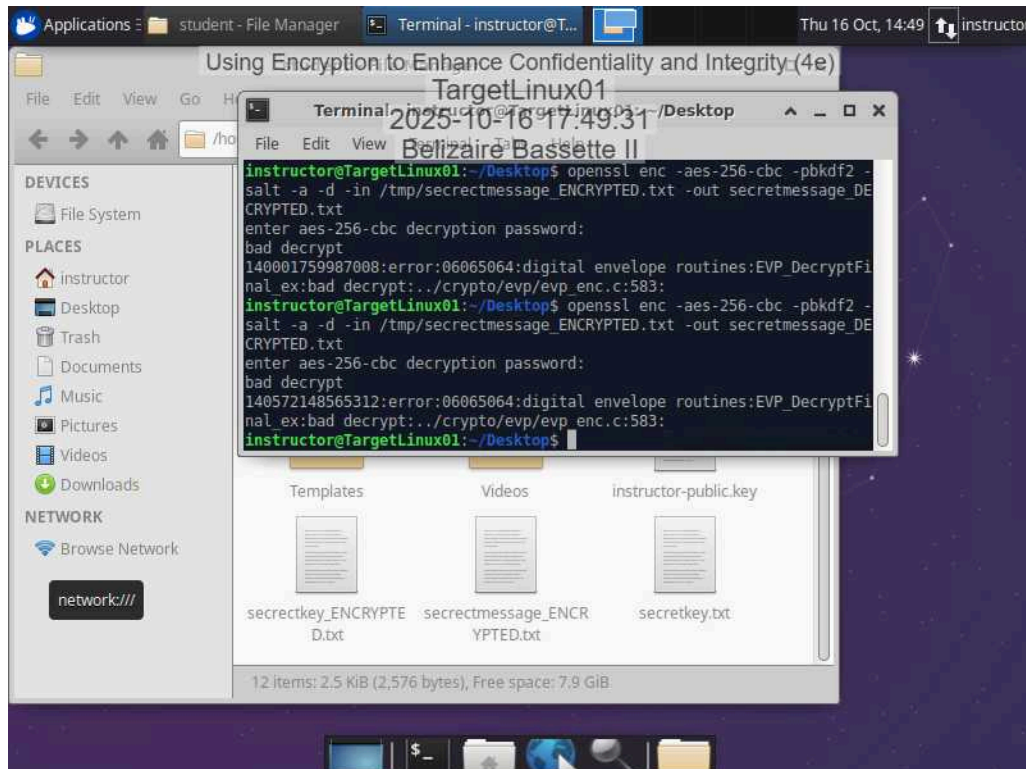 Applications
student - File Manager
Terminal - instructor@T...
Thu 16 Oct, 14:49
instructor
Using Encryption to Enhance Confidentiality and Integrity (4e)
TargetLinux01
2025-10-16 17:49:31
Belizaire Bassette II
File Edit View Go
/ho
Terminal - instructor@TargetLinux01: ~/Desktop
File Edit View Terminal Tabs Help
instructor@TargetLinux01:~/Desktop$ openssl enc -aes-256-cbc -pbkdf2 -
salt -a -d -in /tmp/secrectmessage_ENCRYPTED.txt -out secretmessage_DE
CRYPTED.txt
enter aes-256-cbc decryption password:
bad decrypt
140001759987008:error:06065064:digital envelope routines:EVP_DecryptFi
nal_ex:bad decrypt:../crypto/evp/evp_enc.c:583:
instructor@TargetLinux01:~/Desktop$ openssl enc -aes-256-cbc -pbkdf2 -
salt -a -d -in /tmp/secrectmessage_ENCRYPTED.txt -out secretmessage_DE
CRYPTED.txt
enter aes-256-cbc decryption password:
bad decrypt
140572148565312:error:06065064:digital envelope routines:EVP_DecryptFi
nal_ex:bad decrypt:../crypto/evp/evp_enc.c:583:
instructor@TargetLinux01:~/Desktop$
DEVICES
File System
PLACES
instructor
Desktop
Trash
Documents
Music
Pictures
Videos
Downloads
NETWORK
Browse Network
network:///
Templates
Videos
instructor-public.key
secrectkey_ENCRYPTE
D.txt
secrectmessage_ENCR
YPTED.txt
secretkey.txt
12 items: 2.5 KiB (2,576 bytes), Free space: 7.9 GiB
$_